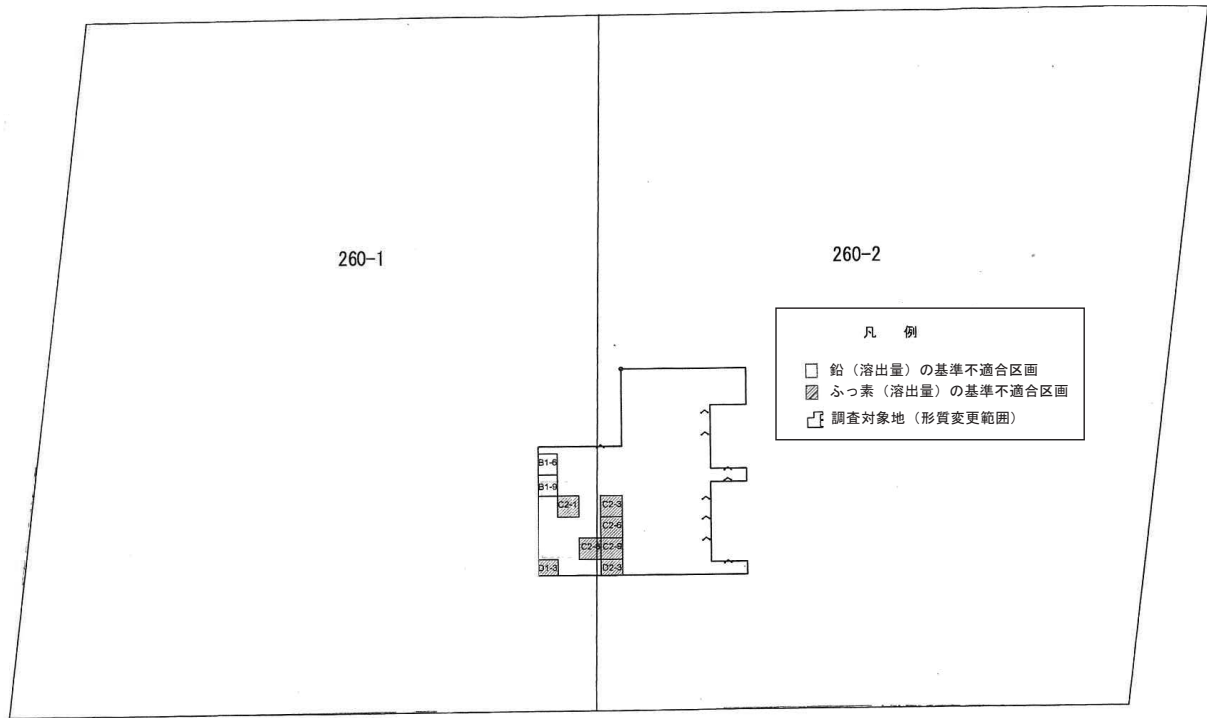 260-1
260-2
凡 例
鉛（溶出量）の基準不適合区画
ふっ素（溶出量）の基準不適合区画
調査対象地（形質変更範囲）
B1-6
B1-9
C2-1
C2-3
C2-6
C2-8
C2-9
D1-3
D2-3